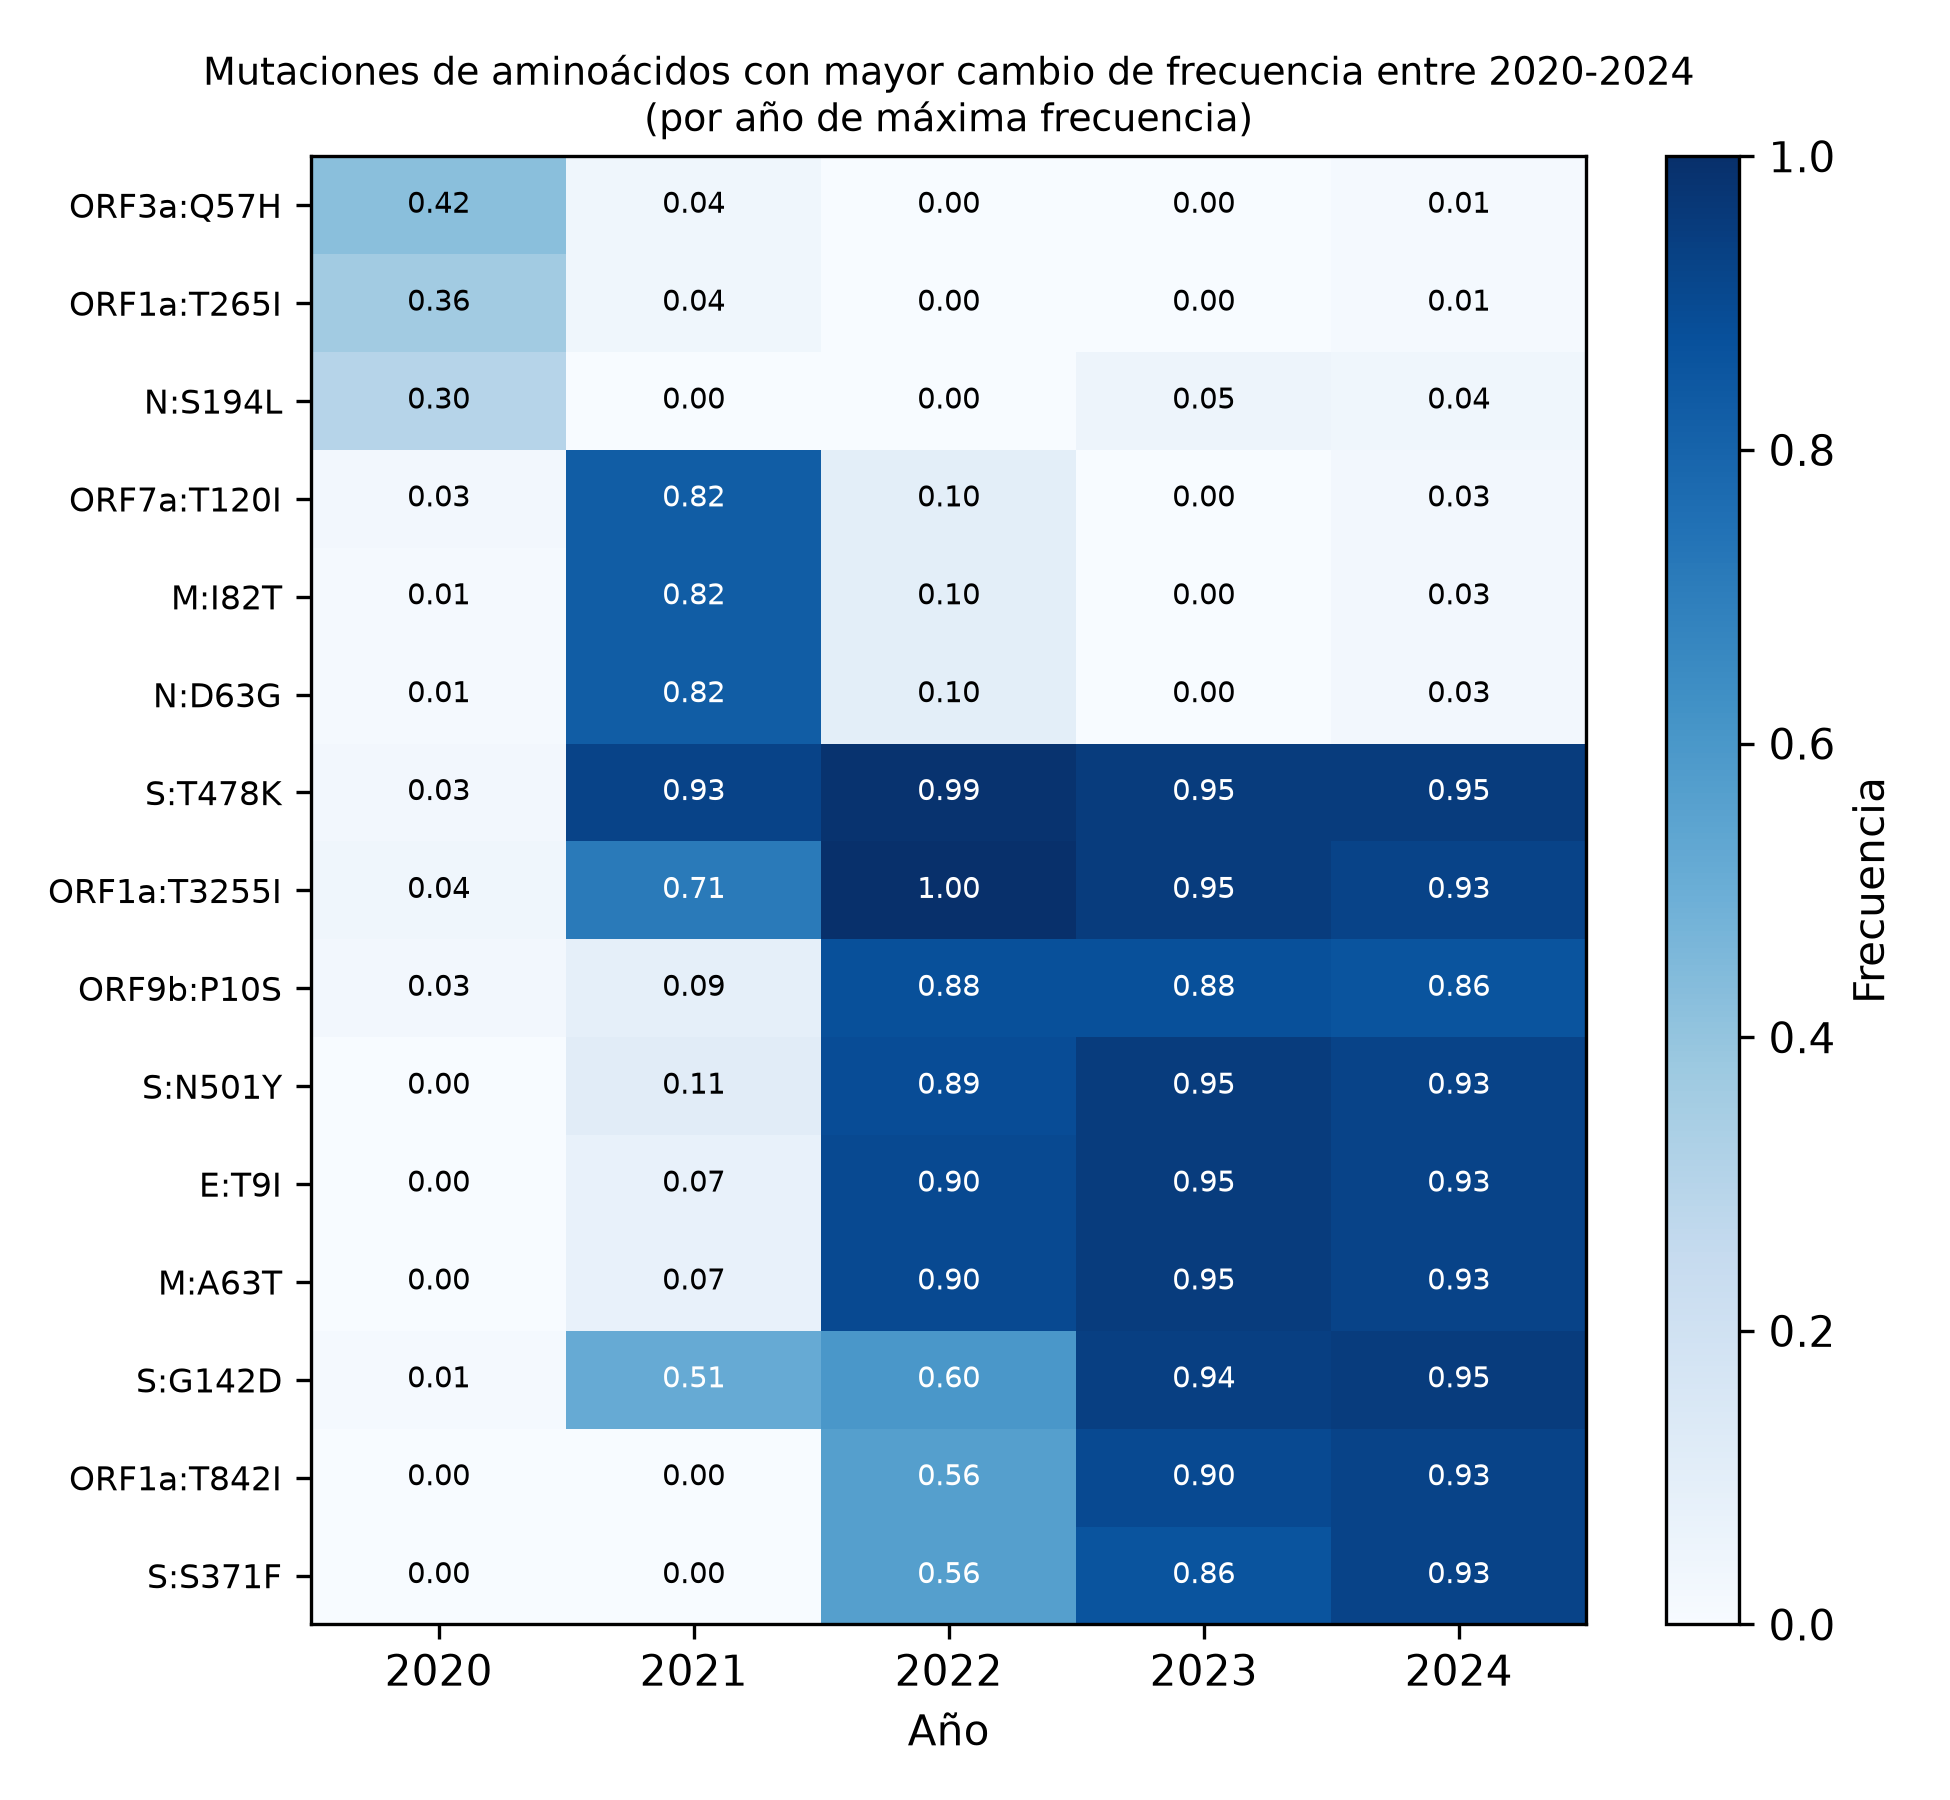 Mutaciones de aminoácidos con mayor cambio de frecuencia entre 2020-2024
(por año de máxima frecuencia)
ORF3a:Q57H 0.42 0.04 0.00 0.00 0.01
ORF1a:T265I 0.36 0.04 0.00 0.00 0.01
N:S194L 0.30 0.00 0.00 0.05 0.04
ORF7a:T120I 0.03 0.82 0.10 0.00 0.03
M:I82T 0.01 0.82 0.10 0.00 0.03
N:D63G 0.01 0.82 0.10 0.00 0.03
S:T478K 0.03 0.93 0.99 0.95 0.95
ORF1a:T3255I 0.04 0.71 1.00 0.95 0.93
ORF9b:P10S 0.03 0.09 0.88 0.88 0.86
S:N501Y 0.00 0.11 0.89 0.95 0.93
E:T9I 0.00 0.07 0.90 0.95 0.93
M:A63T 0.00 0.07 0.90 0.95 0.93
S:G142D 0.01 0.51 0.60 0.94 0.95
ORF1a:T842I 0.00 0.00 0.56 0.90 0.93
S:S371F 0.00 0.00 0.56 0.86 0.93
2020 2021 2022 2023 2024
Año
1.0
0.8
0.6
0.4
0.2
0.0
Frecuencia